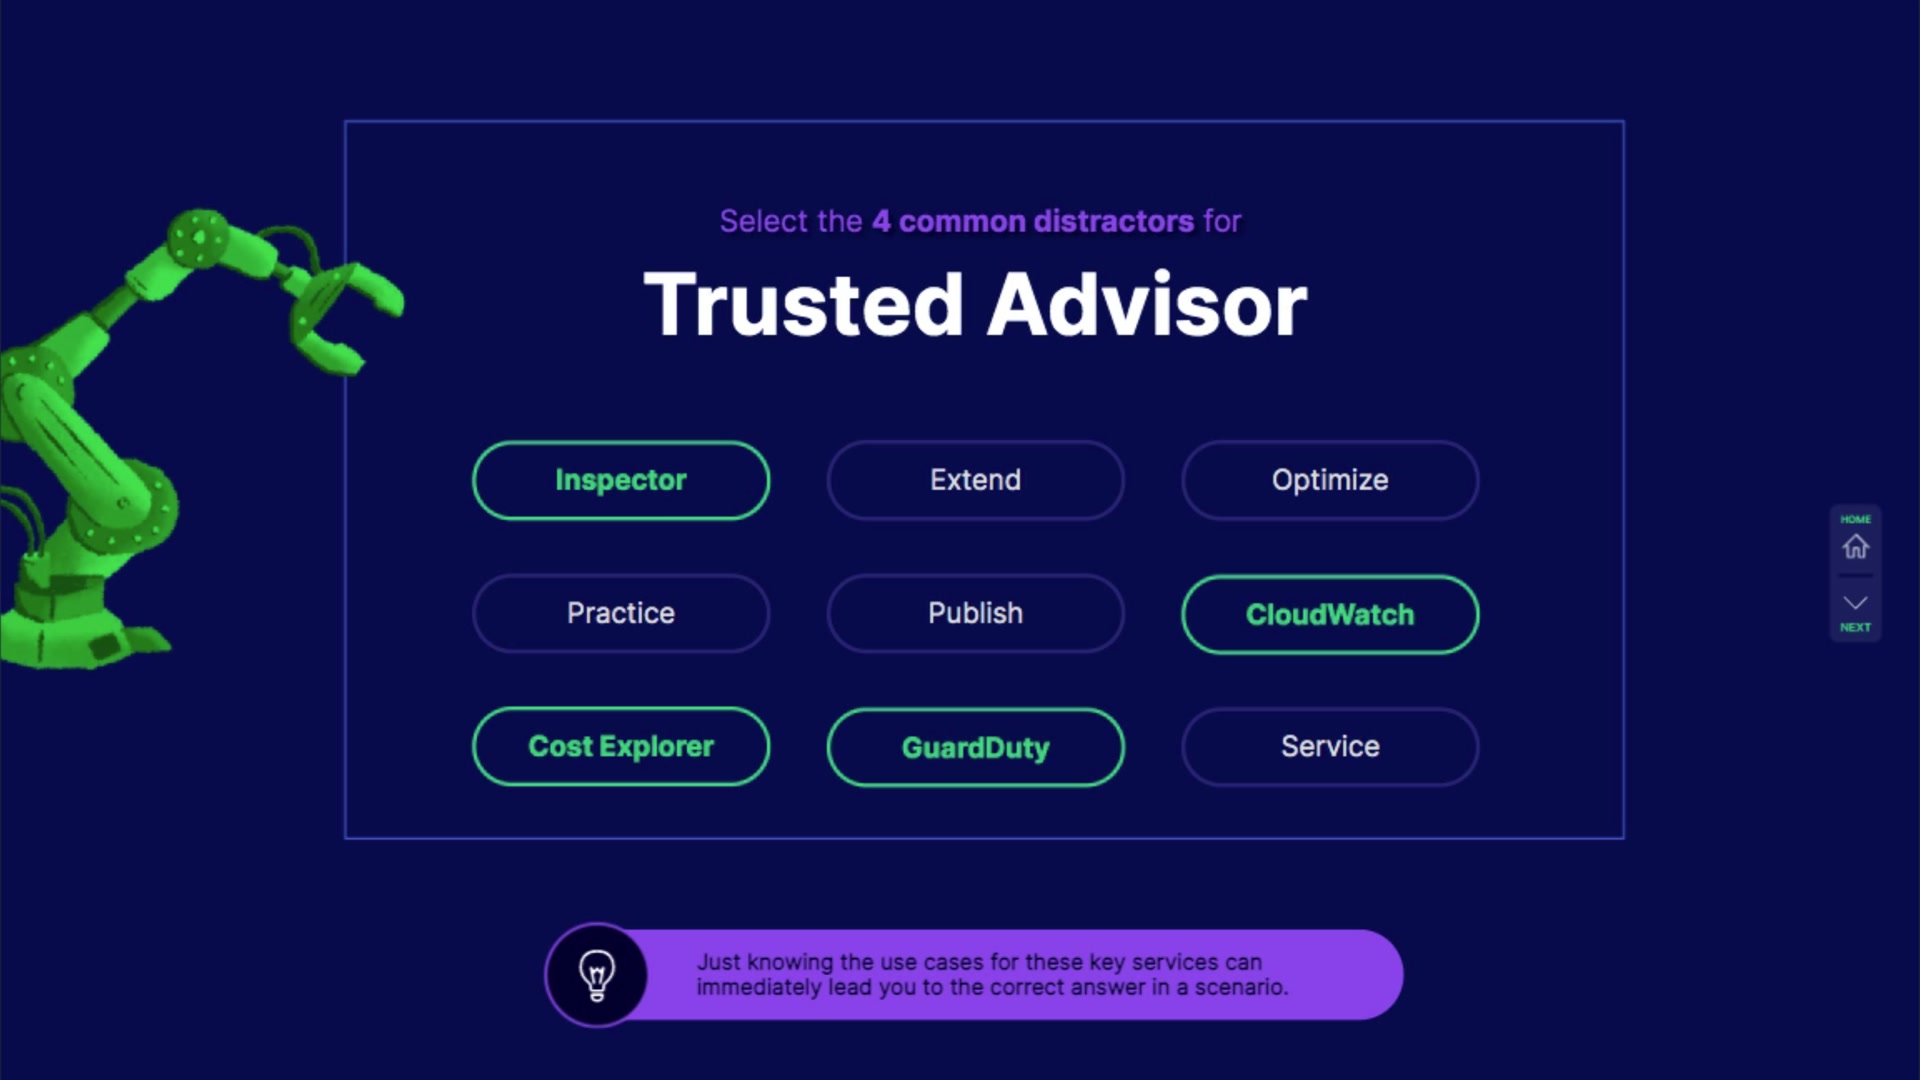 Select the 4 common distractors for
Trusted Advisor
Inspector
Extend
Optimize
Practice
Publish
CloudWatch
Cost Explorer
GuardDuty
Service
HOME
NEXT
Just knowing the use cases for these key services can
immediately lead you to the correct answer in a scenario.